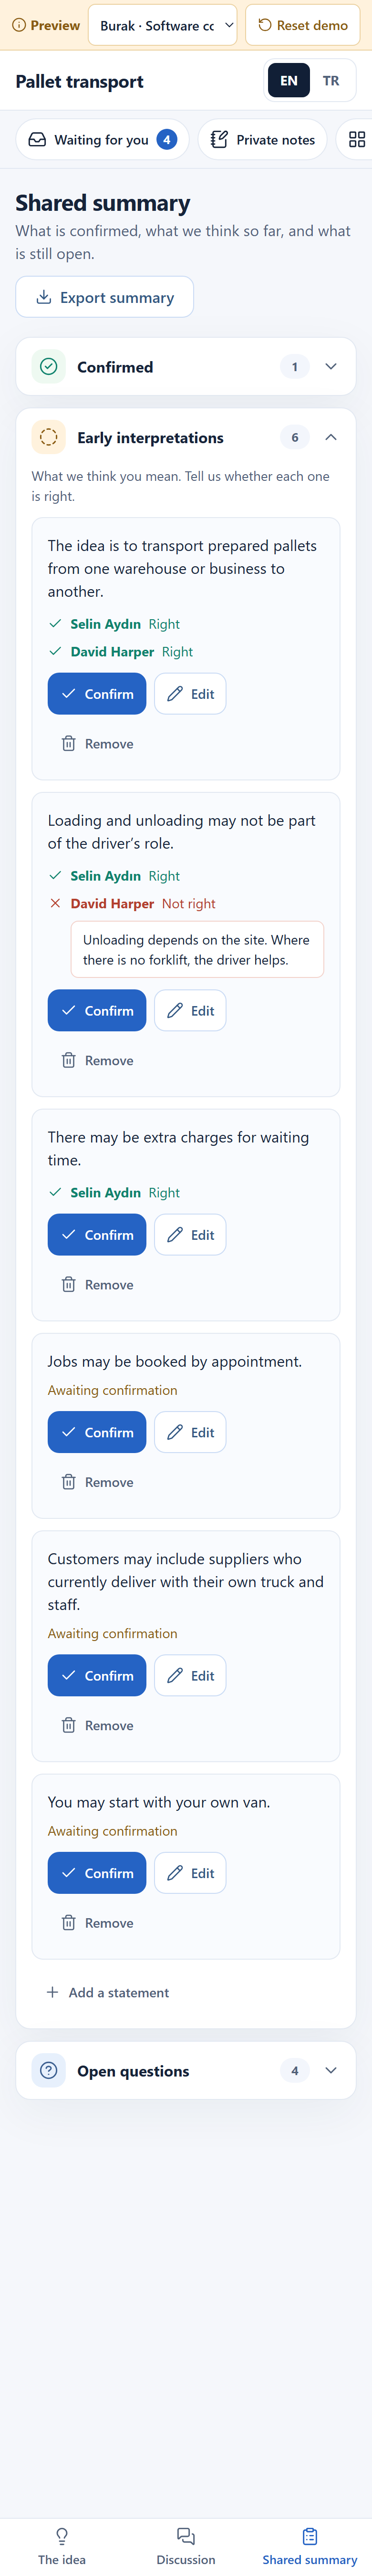 Preview
Burak · Software cc
Reset demo
Pallet transport
EN
TR
Waiting for you
4
Private notes
Shared summary
What is confirmed, what we think so far, and what
is still open.
Export summary
Confirmed
1
Early interpretations
6
What we think you mean. Tell us whether each one
is right.
The idea is to transport prepared pallets
from one warehouse or business to
another.
Selin Aydın Right
David Harper Right
Confirm
Edit
Remove
Loading and unloading may not be part
of the driver’s role.
Selin Aydın Right
David Harper Not right
Unloading depends on the site. Where
there is no forklift, the driver helps.
Confirm
Edit
Remove
There may be extra charges for waiting
time.
Selin Aydın Right
Confirm
Edit
Remove
Jobs may be booked by appointment.
Awaiting confirmation
Confirm
Edit
Remove
Customers may include suppliers who
currently deliver with their own truck and
staff.
Awaiting confirmation
Confirm
Edit
Remove
You may start with your own van.
Awaiting confirmation
Confirm
Edit
Remove
Add a statement
Open questions
4
The idea
Discussion
Shared summary